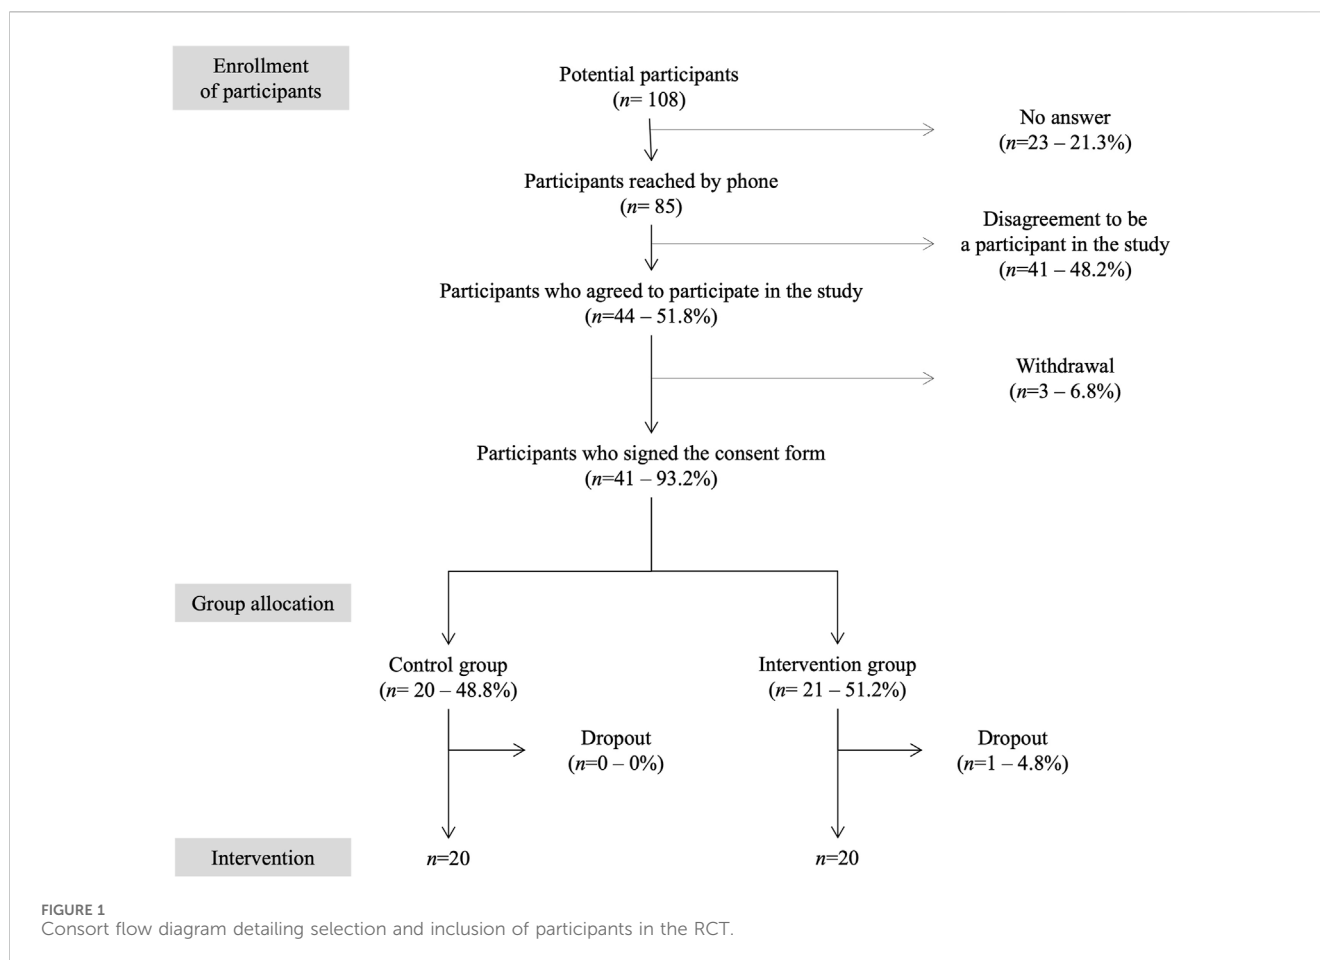 Enrollment
of participants
Potential participants
(n= 108)
No answer
(n=23 – 21.3%)
Participants reached by phone
(n= 85)
Disagreement to be
a participant in the study
(n=41 – 48.2%)
Participants who agreed to participate in the study
(n=44 – 51.8%)
Withdrawal
(n=3 – 6.8%)
Participants who signed the consent form
(n=41 – 93.2%)
Group allocation
Control group
(n= 20 – 48.8%)
Intervention group
(n= 21 – 51.2%)
Dropout
(n=0 – 0%)
Dropout
(n=1 – 4.8%)
Intervention
n=20
n=20
FIGURE 1
Consort flow diagram detailing selection and inclusion of participants in the RCT.